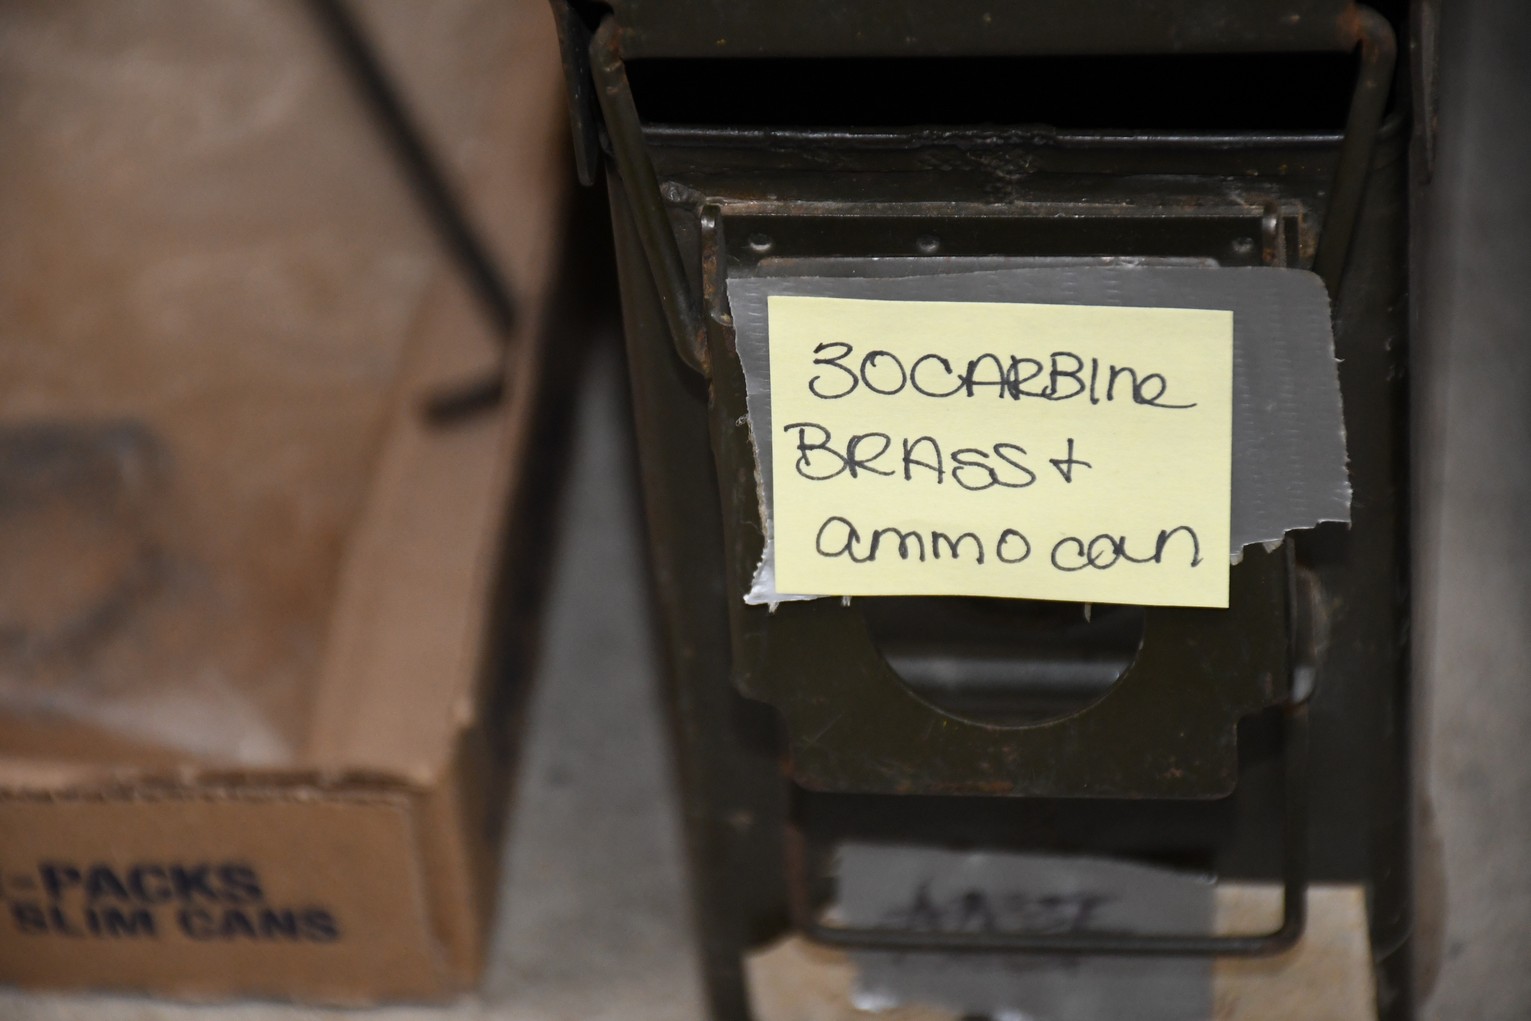 30CARBIne
BRASS +
ammo can
-PACKS
SLIM CANS